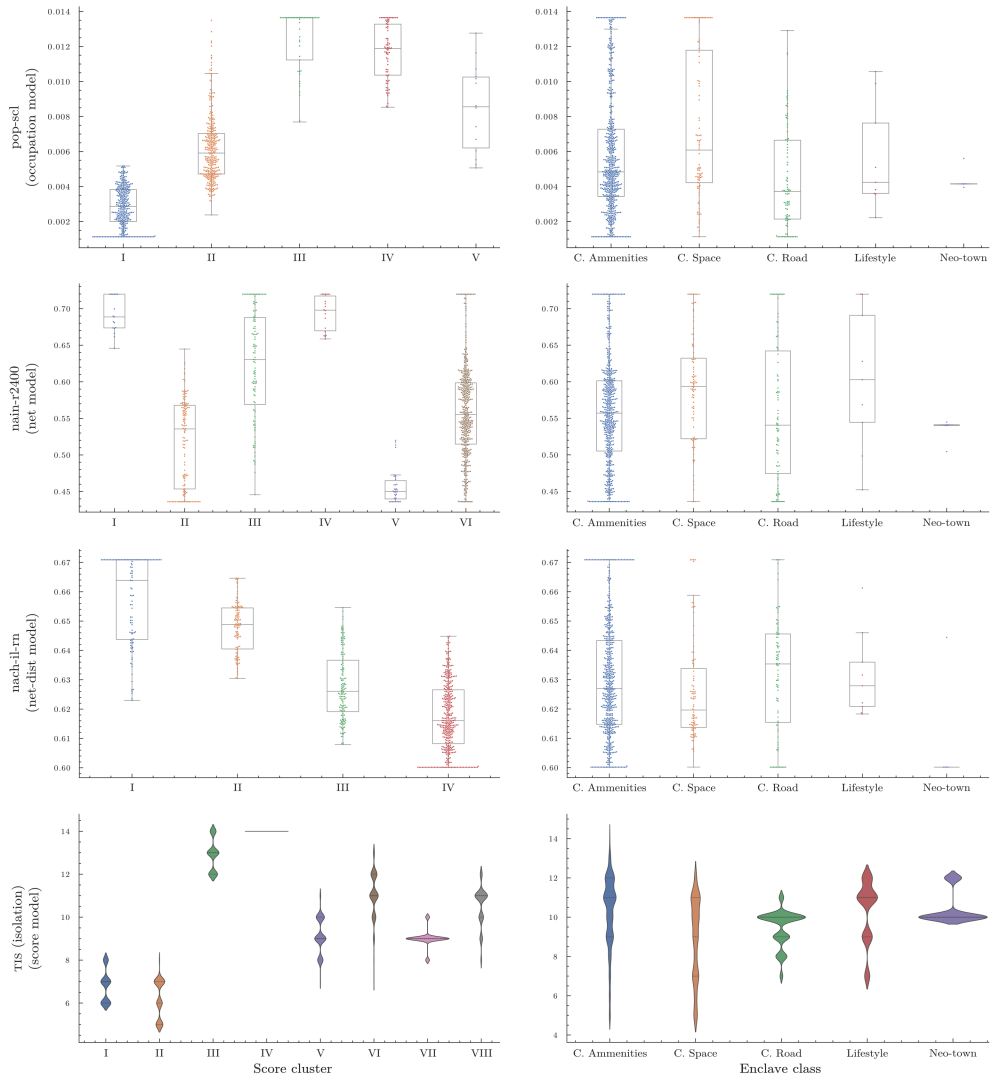 0.014
0.012
0.010
0.008
0.006
0.004
0.002
pop-scl
(occupation model)
I II III IV V
0.014
0.012
0.010
0.008
0.006
0.004
0.002
C. Ammenities C. Space C. Road Lifestyle Neo-town
0.70
0.65
0.60
0.55
0.50
0.45
nain-r2400
(net model)
I II III IV V VI
0.70
0.65
0.60
0.55
0.50
0.45
C. Ammenities C. Space C. Road Lifestyle Neo-town
0.67
0.66
0.65
0.64
0.63
0.62
0.61
0.60
nach-il-rn
(net-dist model)
I II III IV
0.67
0.66
0.65
0.64
0.63
0.62
0.61
0.60
C. Ammenities C. Space C. Road Lifestyle Neo-town
14
12
10
8
6
TIS (isolation)
(score model)
I II III IV V VI VII VIII
Score cluster
14
12
10
8
6
4
C. Ammenities C. Space C. Road Lifestyle Neo-town
Enclave class